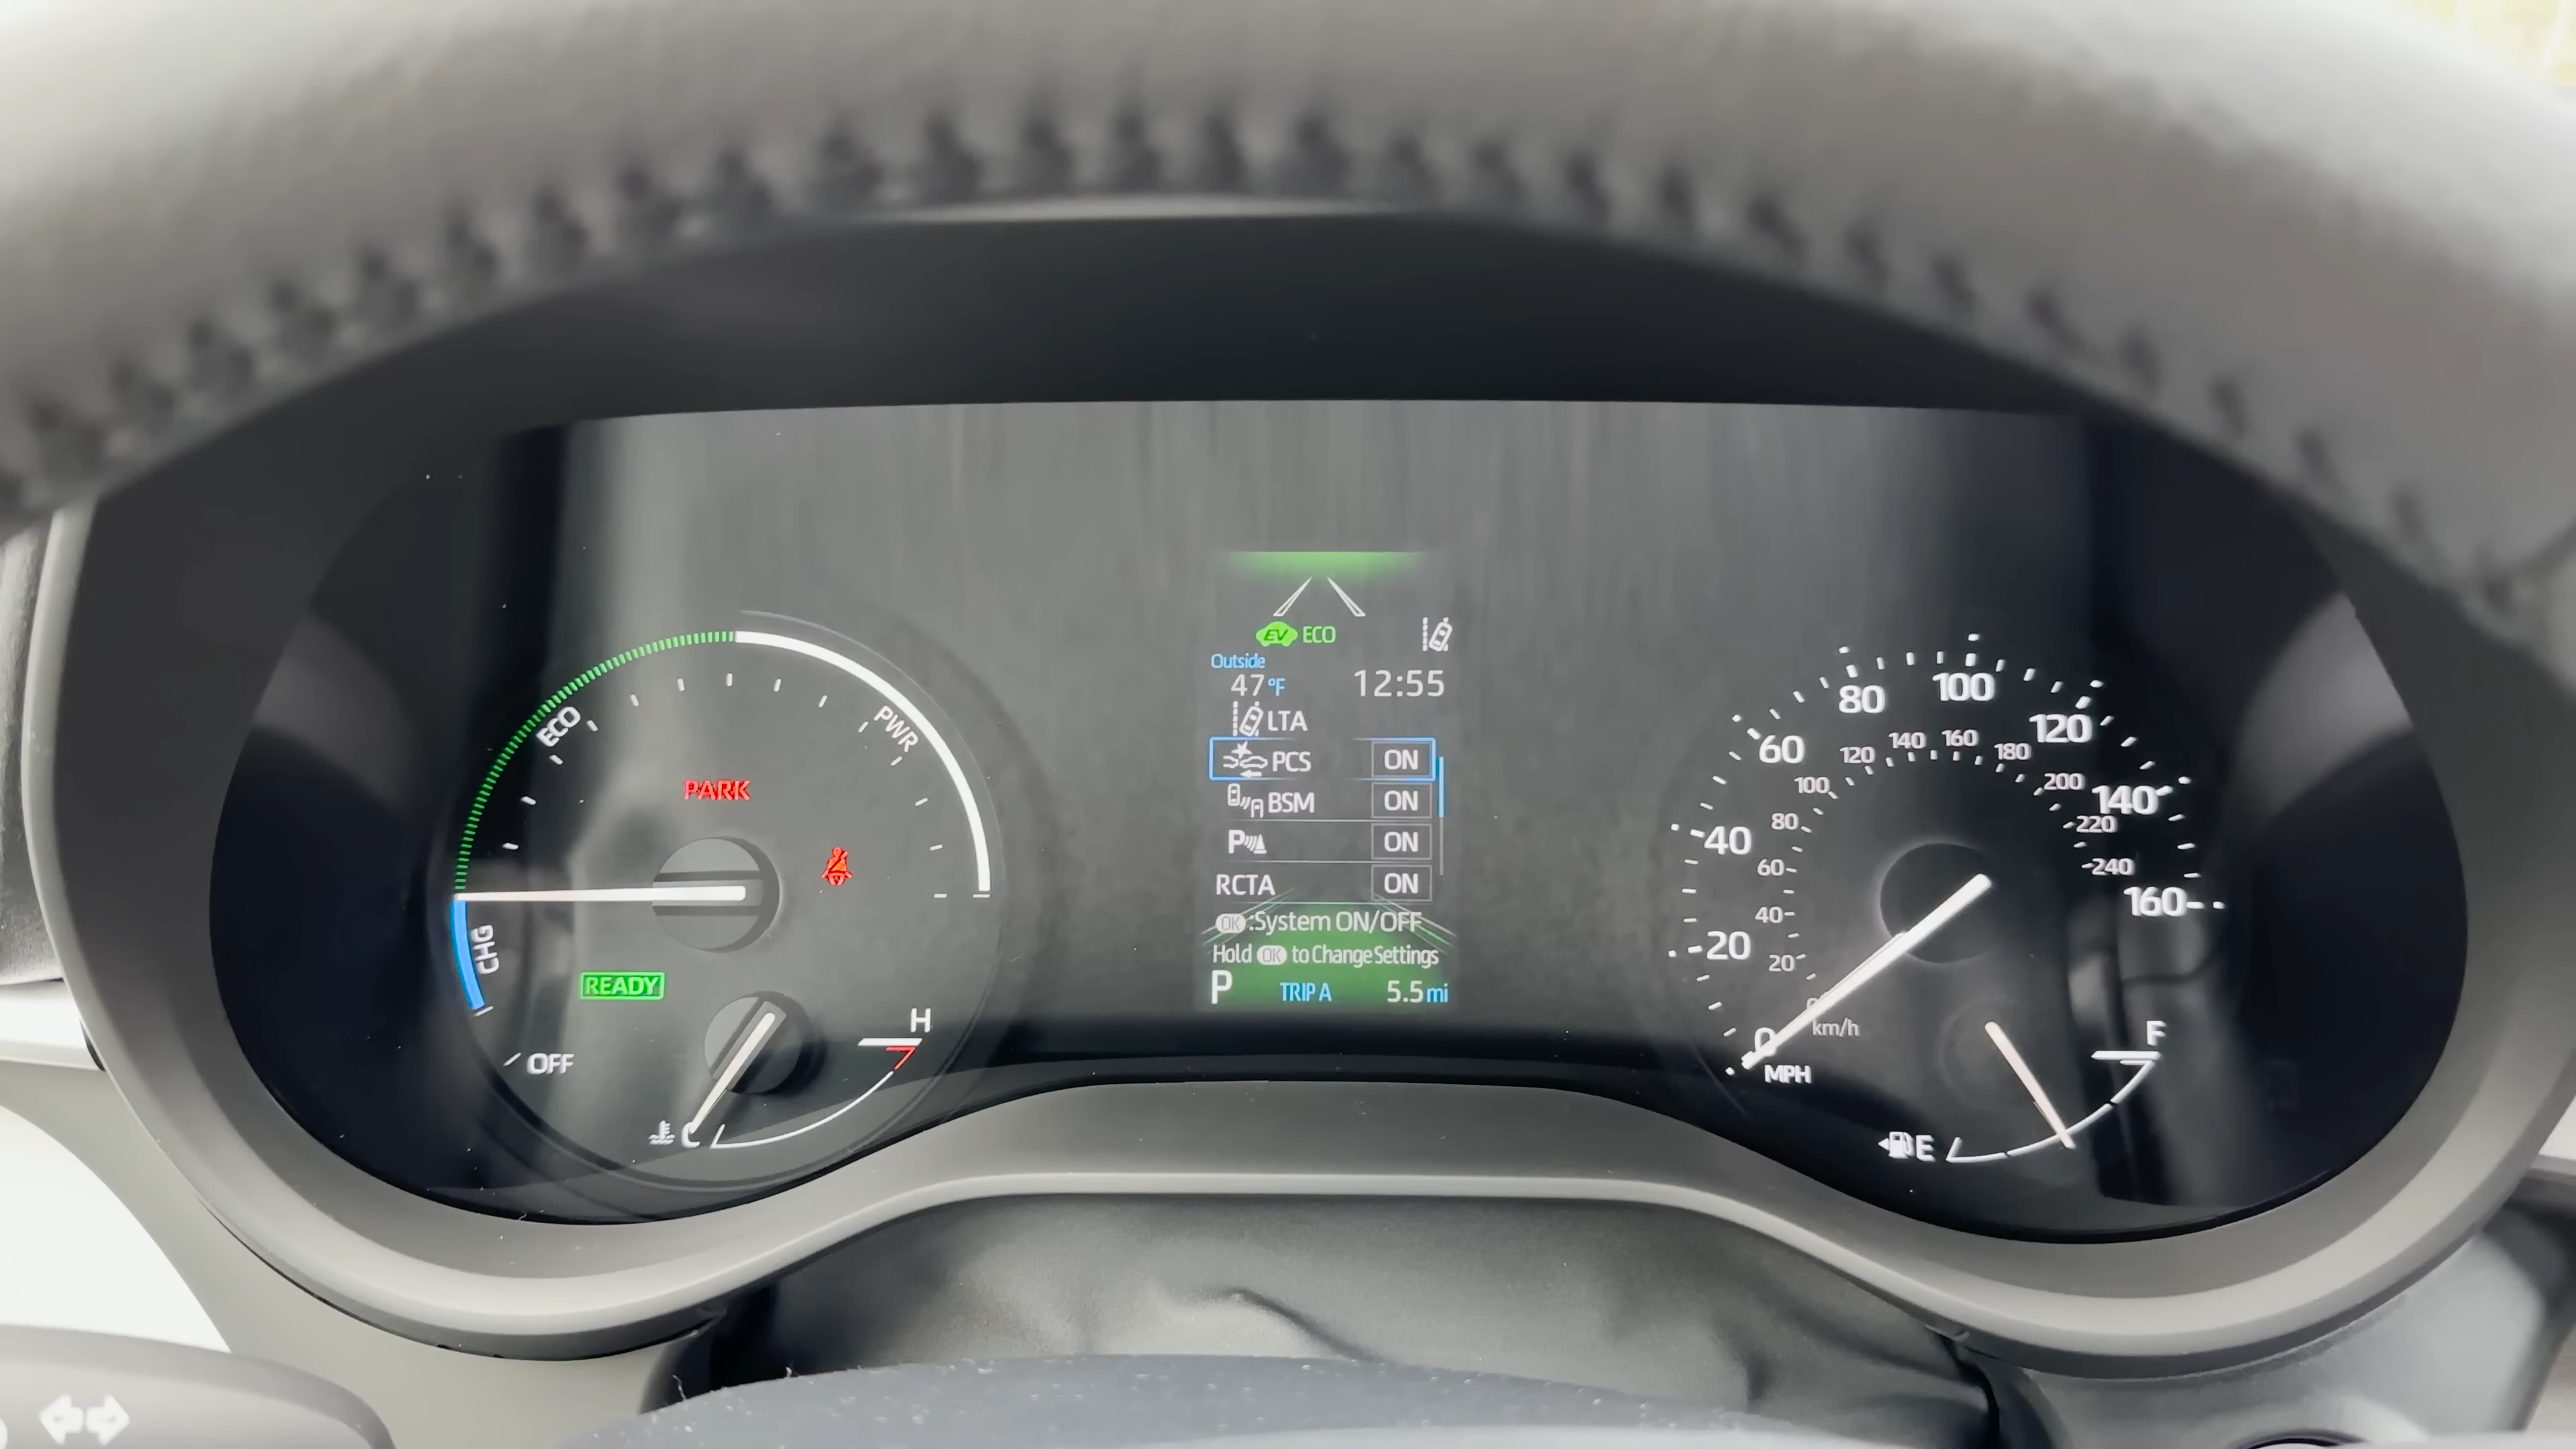 ECO
PWR
PARK
CHG
READY
OFF
H
C
EV ECO
Outside
47°F 12:55
LTA
PCS ON
BSM ON
P ON
RCTA ON
OK :System ON/OFF
Hold OK to Change Settings
P TRIP A 5.5 mi
0
20
40
60
80
100
120
140
160
MPH
0
20
40
60
80
100
120
140
160
180
200
220
240
km/h
F
E